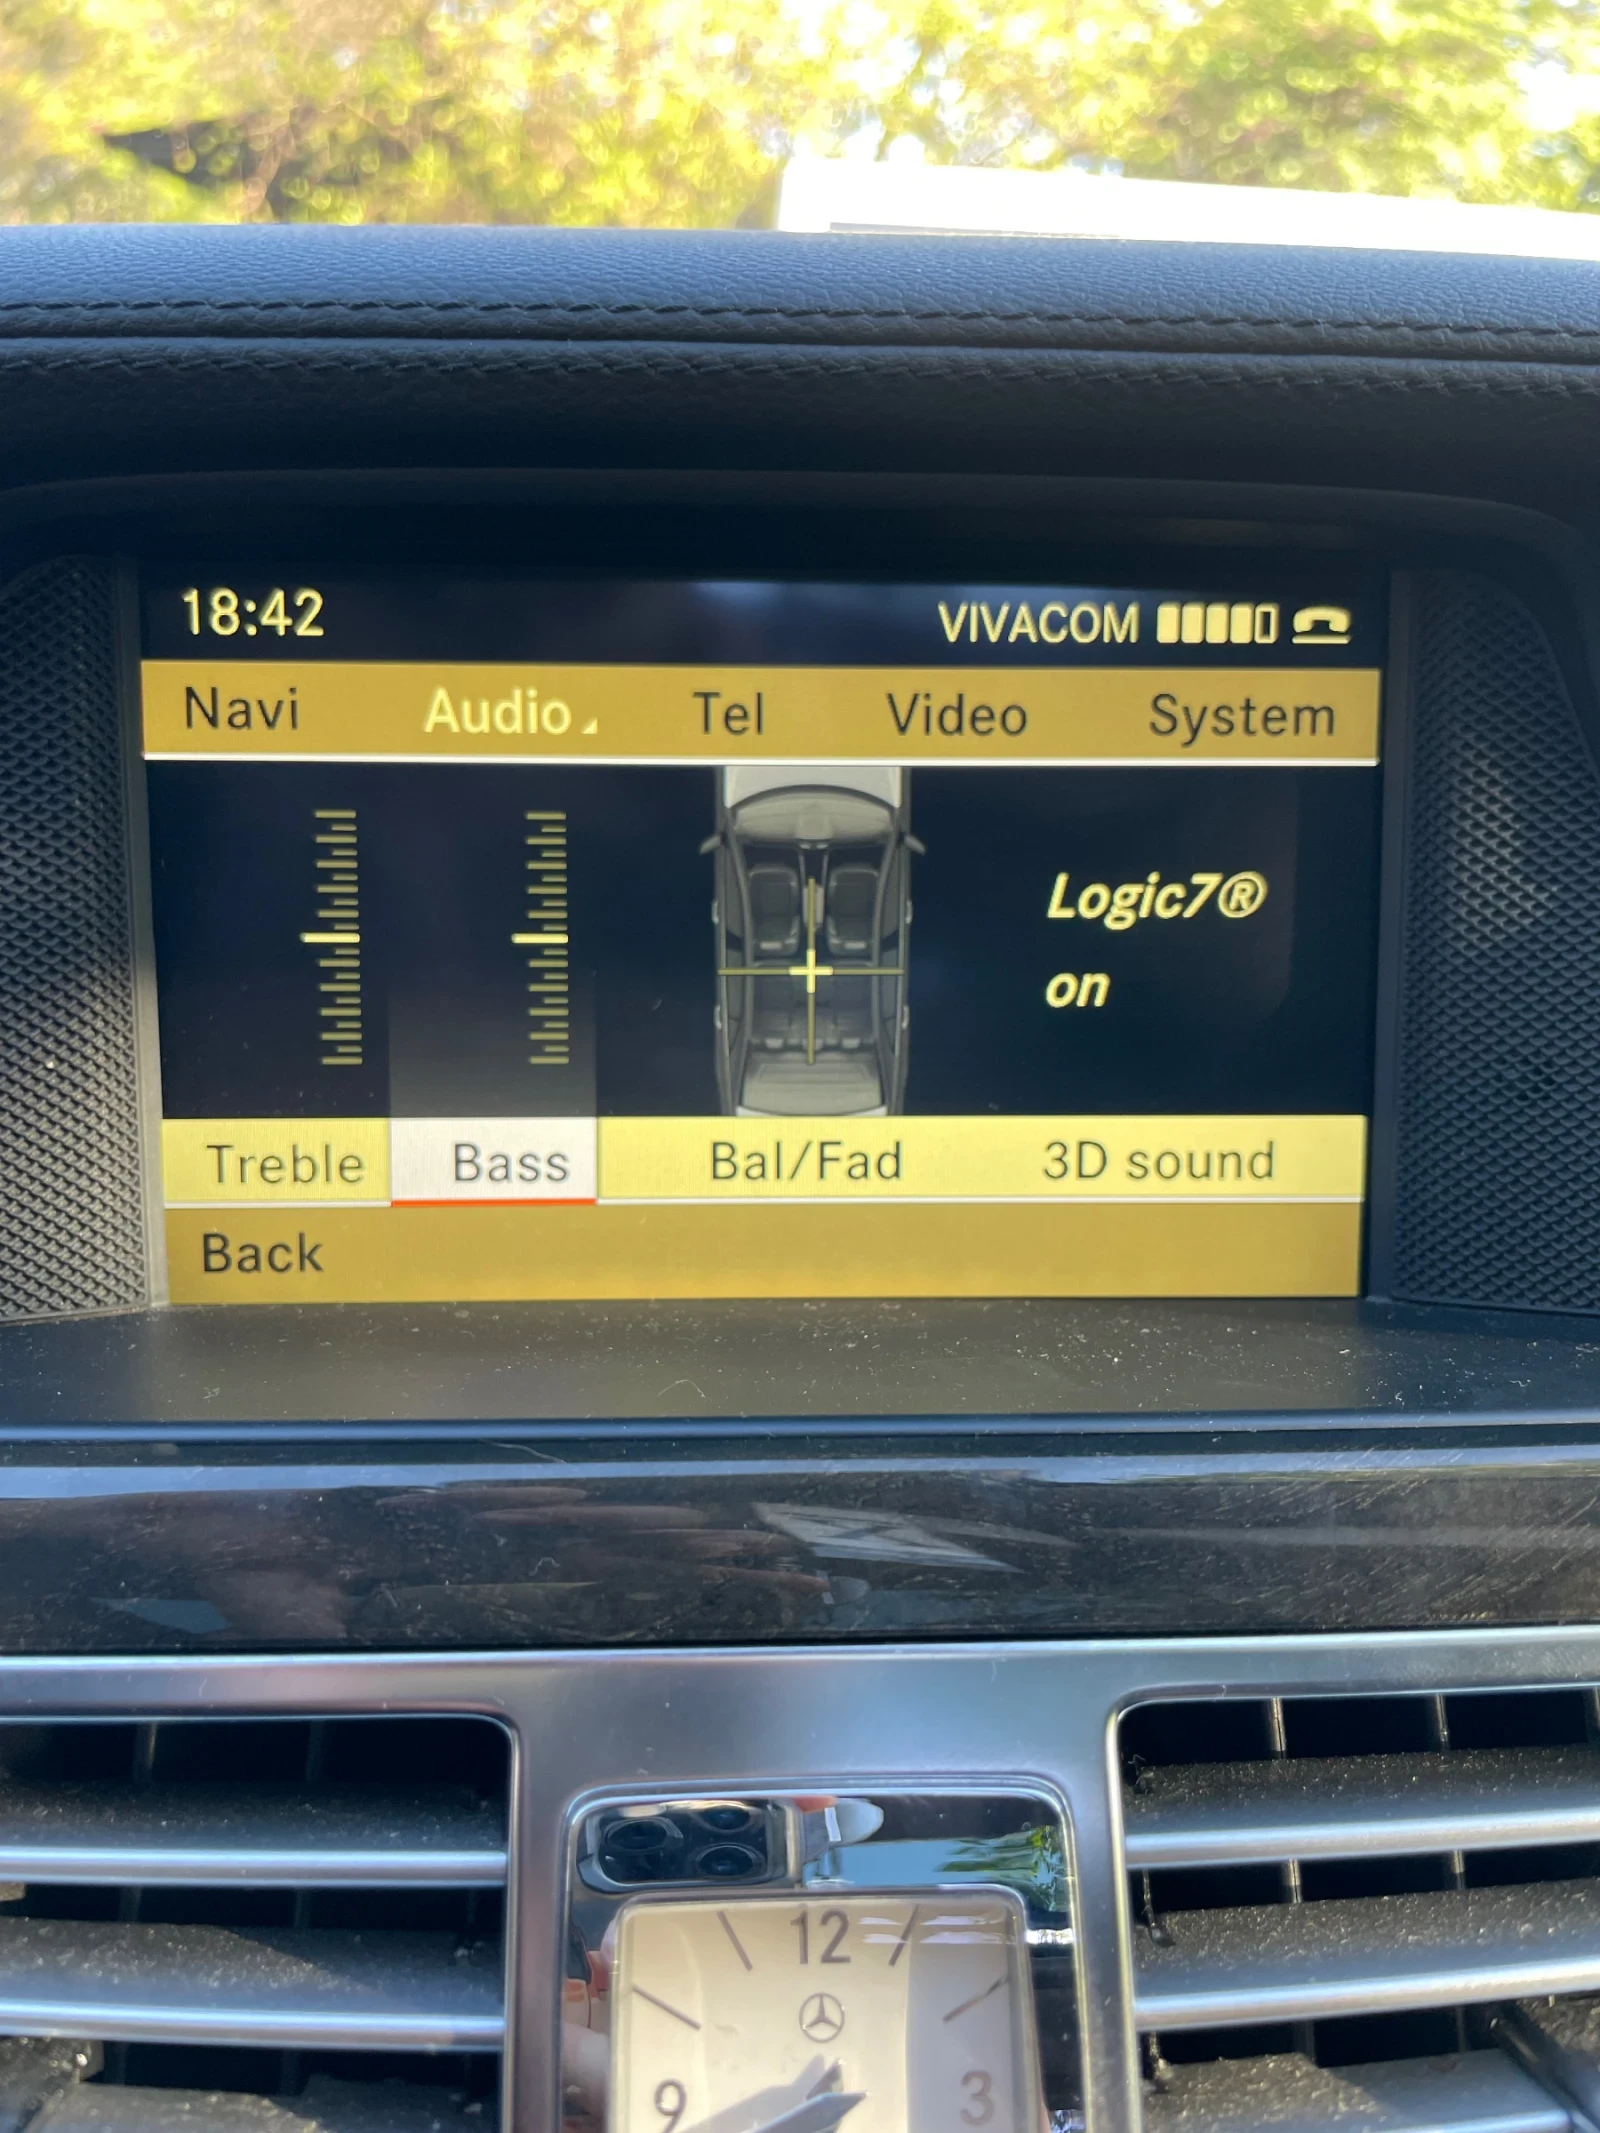 18:42 VIVACOM
Navi Audio Tel Video System
Logic7®
on
Treble Bass Bal/Fad 3D sound
Back
12
9 3